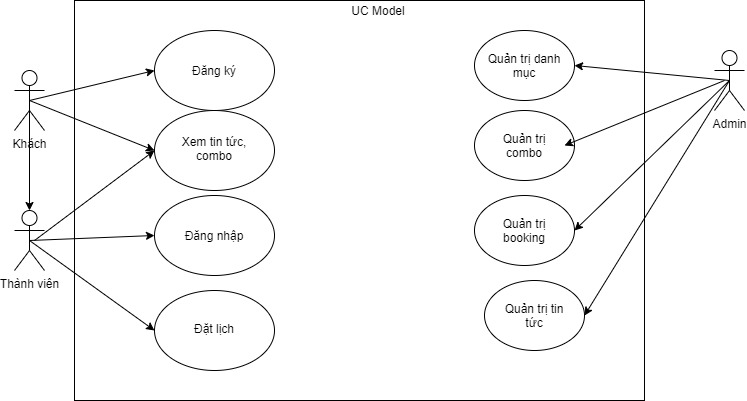 UC Model
Đăng ký
Xem tin tức,
combo
Đăng nhập
Đặt lịch
Quản trị danh
mục
Quản trị
combo
Quản trị
booking
Quản trị tin
tức
Khách
Thành viên
Admin